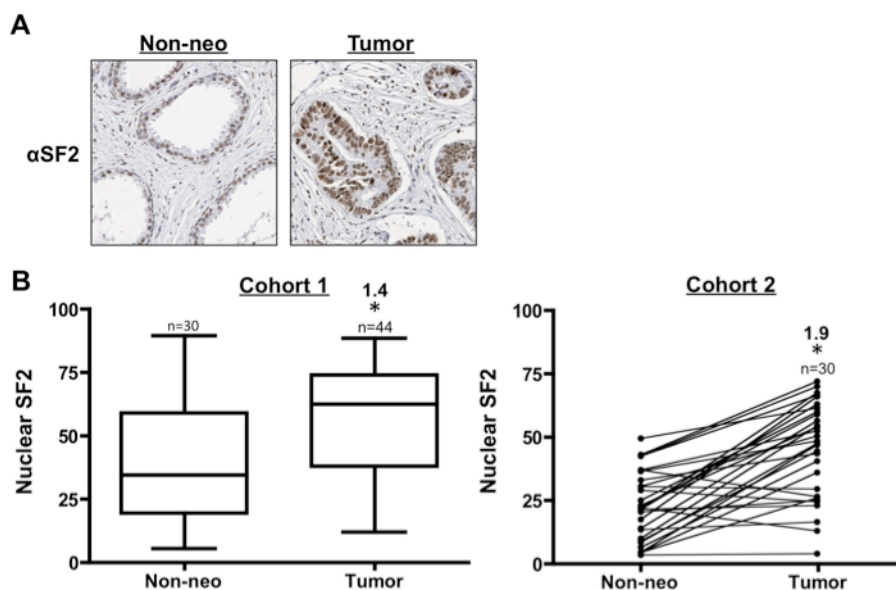 A
Non-neo
Tumor
αSF2
B
Cohort 1
Nuclear SF2
100
75
50
25
0
n=30
1.4
*
n=44
Non-neo
Tumor
Cohort 2
Nuclear SF2
100
75
50
25
0
1.9
*
n=30
Non-neo
Tumor